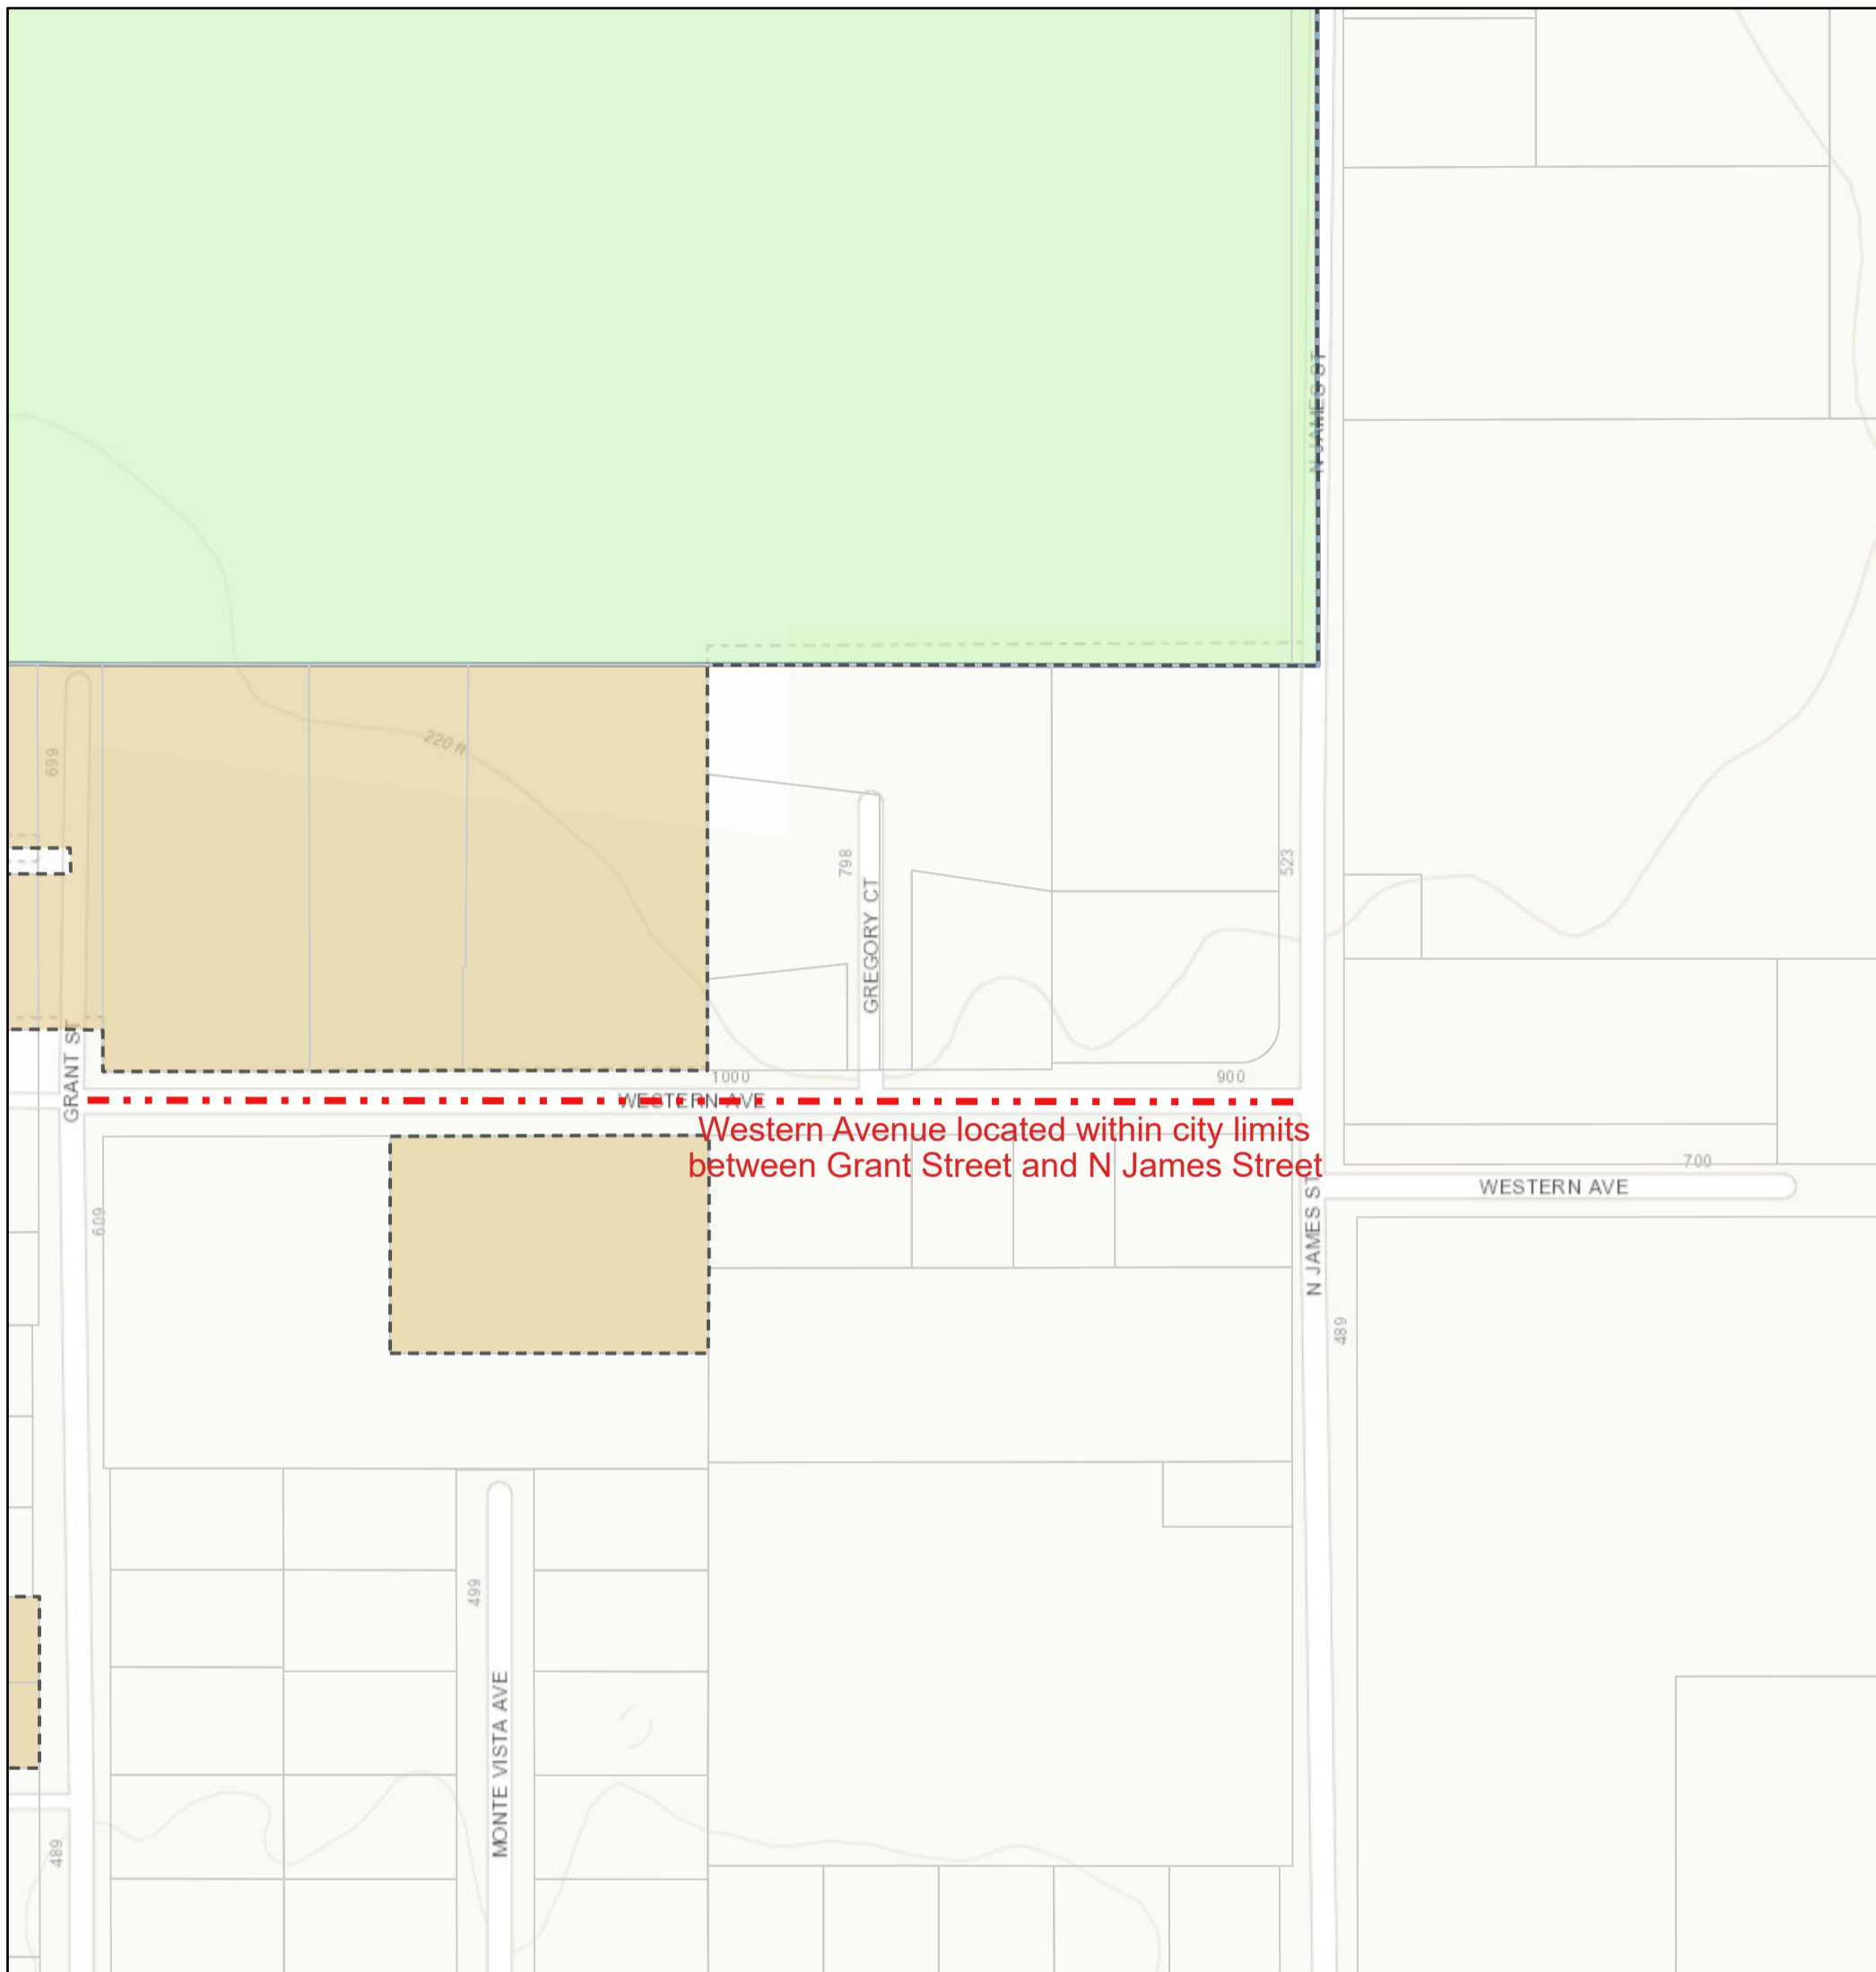 N JAMES ST
220 ft
699
798
523
GREGORY CT
GRANT ST
1000
900
WESTERN AVE
Western Avenue located within city limits
between Grant Street and N James Street
700
WESTERN AVE
609
N JAMES ST
489
499
MONTE VISTA AVE
489